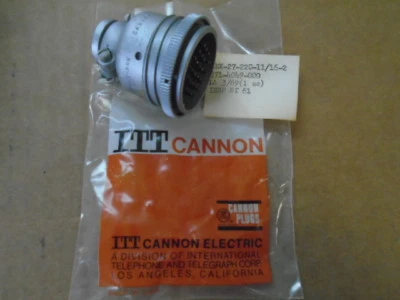 ITT CANNON
CANNON
PLUGS
ITT CANNON ELECTRIC
A DIVISION OF INTERNATIONAL
TELEPHONE AND TELEGRAPH CORP.
LOS ANGELES, CALIFORNIA